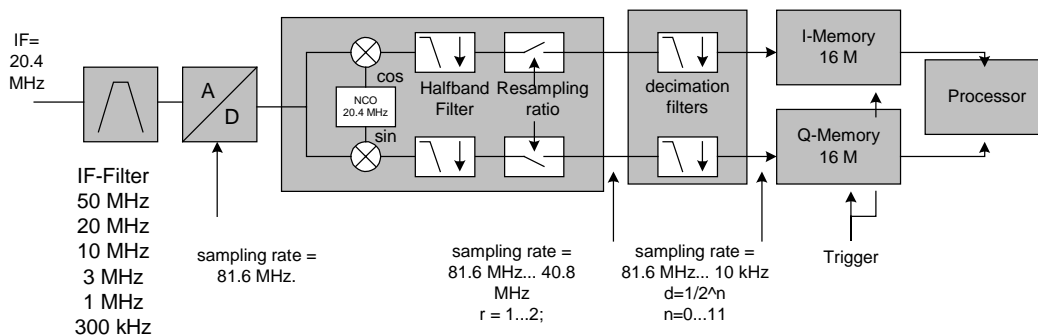 IF=
20.4
MHz
A
D
IF-Filter
50 MHz
20 MHz
10 MHz
3 MHz
1 MHz
300 kHz
sampling rate =
81.6 MHz.
cos
NCO
20.4 MHz
sin
Halfband
Filter
Resampling
ratio
sampling rate =
81.6 MHz... 40.8
MHz
r = 1...2;
decimation
filters
sampling rate =
81.6 MHz... 10 kHz
d=1/2^n
n=0...11
I-Memory
16 M
Q-Memory
16 M
Trigger
Processor